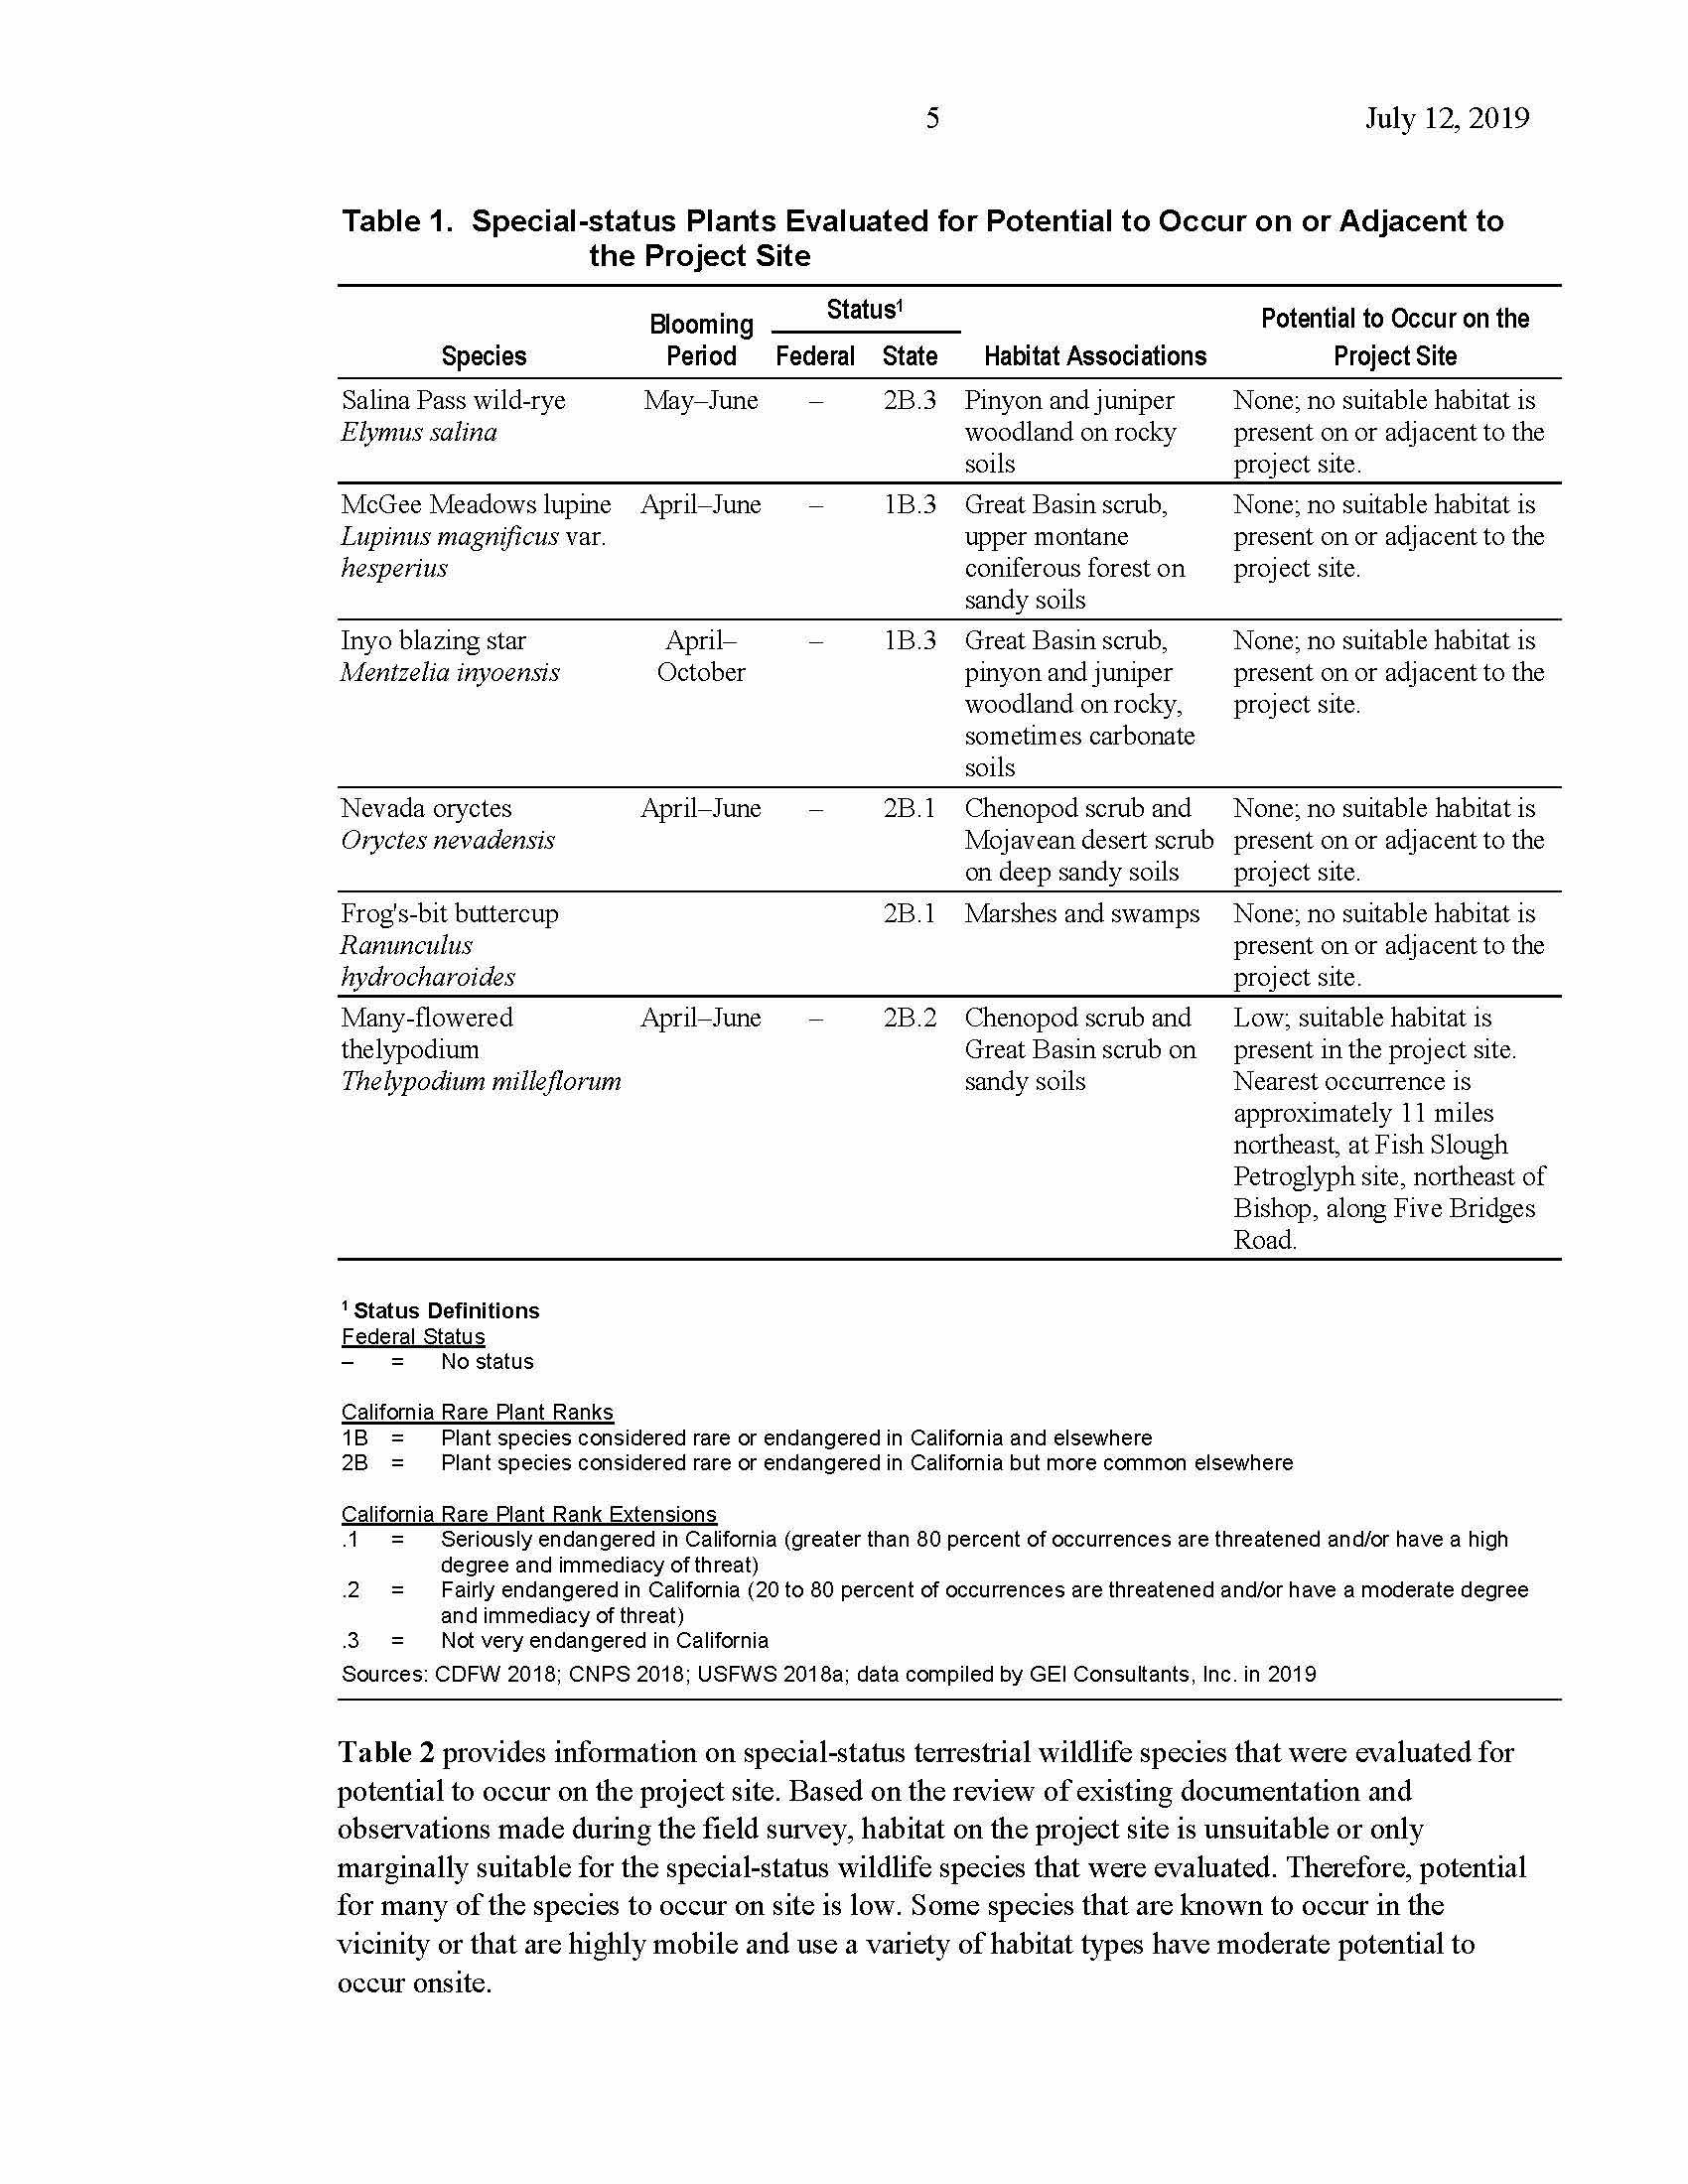 5 July 12, 2019
Table 1. Special-status Plants Evaluated for Potential to Occur on or Adjacent to
the Project Site
Status¹
Blooming Potential to Occur on the
Species Period Federal State Habitat Associations Project Site
Salina Pass wild-rye May–June – 2B.3 Pinyon and juniper None; no suitable habitat is
Elymus salina woodland on rocky present on or adjacent to the
soils project site.
McGee Meadows lupine April–June – 1B.3 Great Basin scrub, None; no suitable habitat is
Lupinus magnificus var. upper montane present on or adjacent to the
hesperius coniferous forest on project site.
sandy soils
Inyo blazing star April– – 1B.3 Great Basin scrub, None; no suitable habitat is
Mentzelia inyoensis October pinyon and juniper present on or adjacent to the
woodland on rocky, project site.
sometimes carbonate
soils
Nevada oryctes April–June – 2B.1 Chenopod scrub and None; no suitable habitat is
Oryctes nevadensis Mojavean desert scrub present on or adjacent to the
on deep sandy soils project site.
Frog's-bit buttercup 2B.1 Marshes and swamps None; no suitable habitat is
Ranunculus present on or adjacent to the
hydrocharoides project site.
Many-flowered April–June – 2B.2 Chenopod scrub and Low; suitable habitat is
thelypodium Great Basin scrub on present in the project site.
Thelypodium milleflorum sandy soils Nearest occurrence is
approximately 11 miles
northeast, at Fish Slough
Petroglyph site, northeast of
Bishop, along Five Bridges
Road.
¹ Status Definitions
Federal Status
– = No status
California Rare Plant Ranks
1B = Plant species considered rare or endangered in California and elsewhere
2B = Plant species considered rare or endangered in California but more common elsewhere
California Rare Plant Rank Extensions
.1 = Seriously endangered in California (greater than 80 percent of occurrences are threatened and/or have a high
degree and immediacy of threat)
.2 = Fairly endangered in California (20 to 80 percent of occurrences are threatened and/or have a moderate degree
and immediacy of threat)
.3 = Not very endangered in California
Sources: CDFW 2018; CNPS 2018; USFWS 2018a; data compiled by GEI Consultants, Inc. in 2019
Table 2 provides information on special-status terrestrial wildlife species that were evaluated for
potential to occur on the project site. Based on the review of existing documentation and
observations made during the field survey, habitat on the project site is unsuitable or only
marginally suitable for the special-status wildlife species that were evaluated. Therefore, potential
for many of the species to occur on site is low. Some species that are known to occur in the
vicinity or that are highly mobile and use a variety of habitat types have moderate potential to
occur onsite.